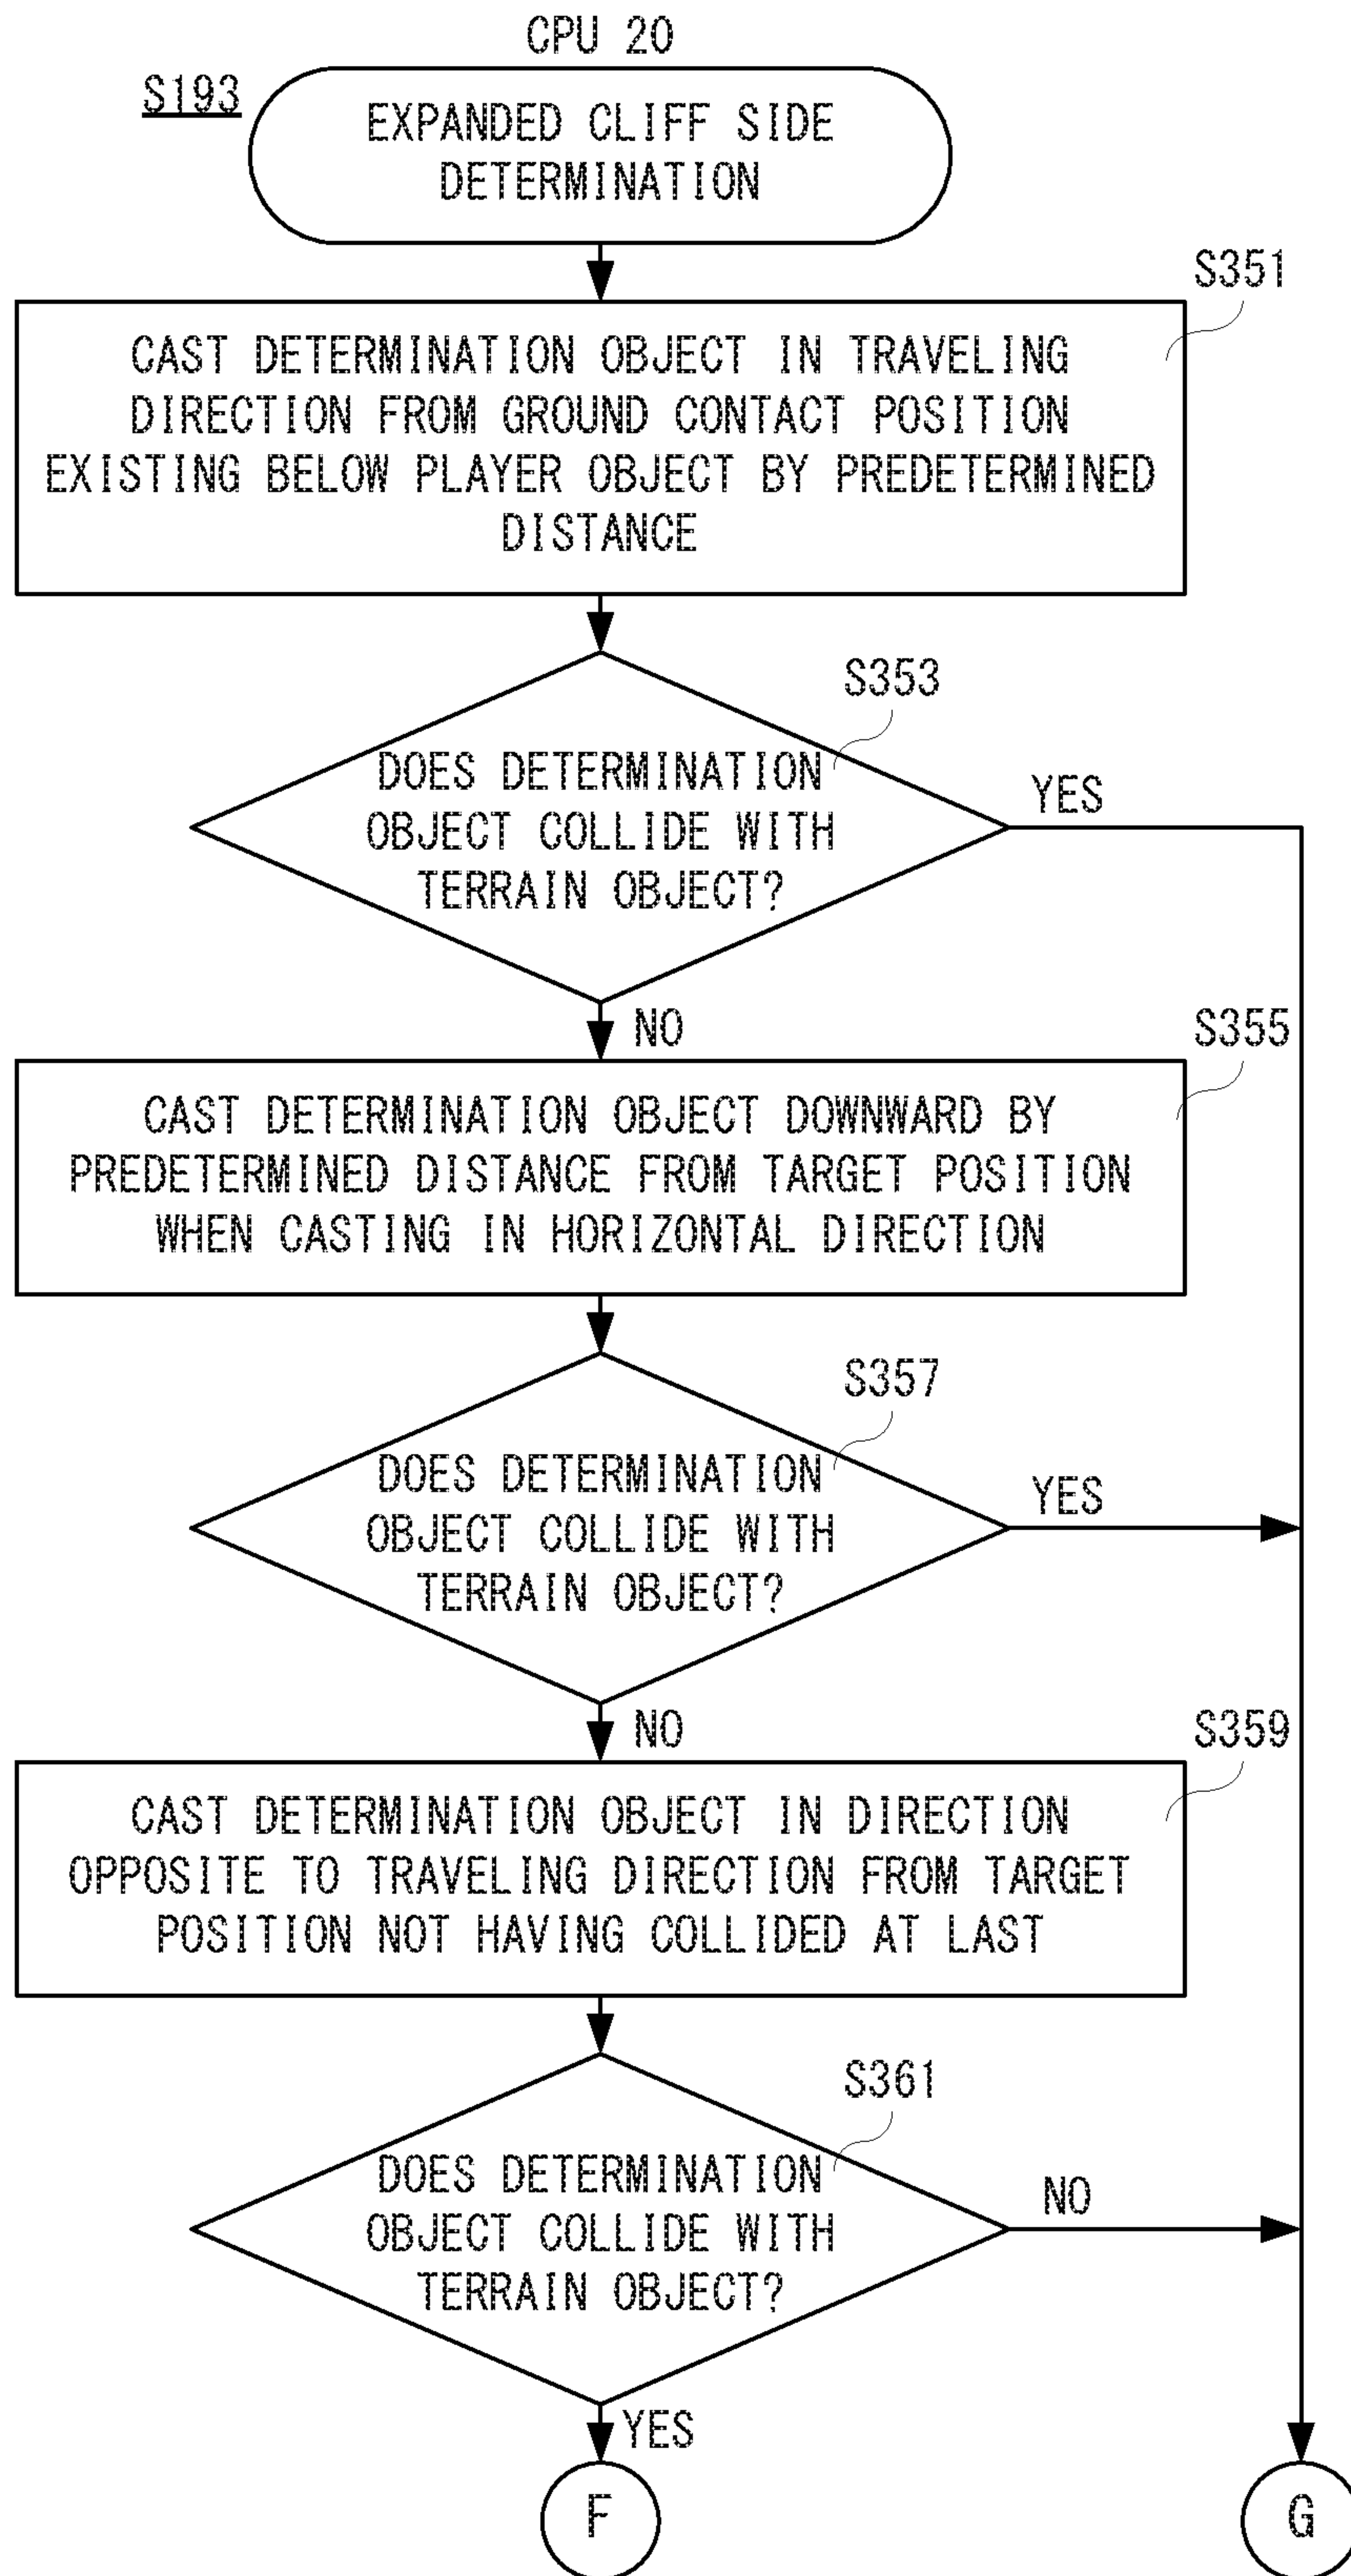 CPU 20
S193
EXPANDED CLIFF SIDE
DETERMINATION
S351
CAST DETERMINATION OBJECT IN TRAVELING
DIRECTION FROM GROUND CONTACT POSITION
EXISTING BELOW PLAYER OBJECT BY PREDETERMINED
DISTANCE
S353
DOES DETERMINATION
OBJECT COLLIDE WITH
TERRAIN OBJECT?
YES
NO
S355
CAST DETERMINATION OBJECT DOWNWARD BY
PREDETERMINED DISTANCE FROM TARGET POSITION
WHEN CASTING IN HORIZONTAL DIRECTION
S357
DOES DETERMINATION
OBJECT COLLIDE WITH
TERRAIN OBJECT?
YES
NO
S359
CAST DETERMINATION OBJECT IN DIRECTION
OPPOSITE TO TRAVELING DIRECTION FROM TARGET
POSITION NOT HAVING COLLIDED AT LAST
S361
DOES DETERMINATION
OBJECT COLLIDE WITH
TERRAIN OBJECT?
NO
YES
F
G